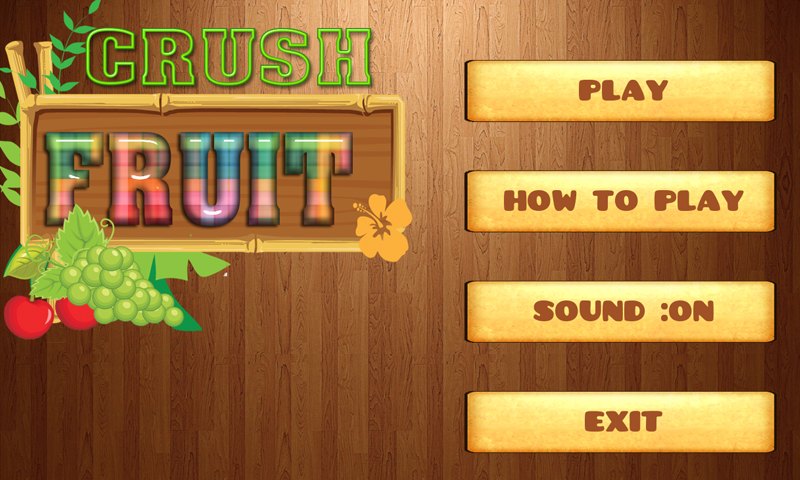 CRUSH
FRUIT
PLAY
HOW TO PLAY
SOUND :ON
EXIT